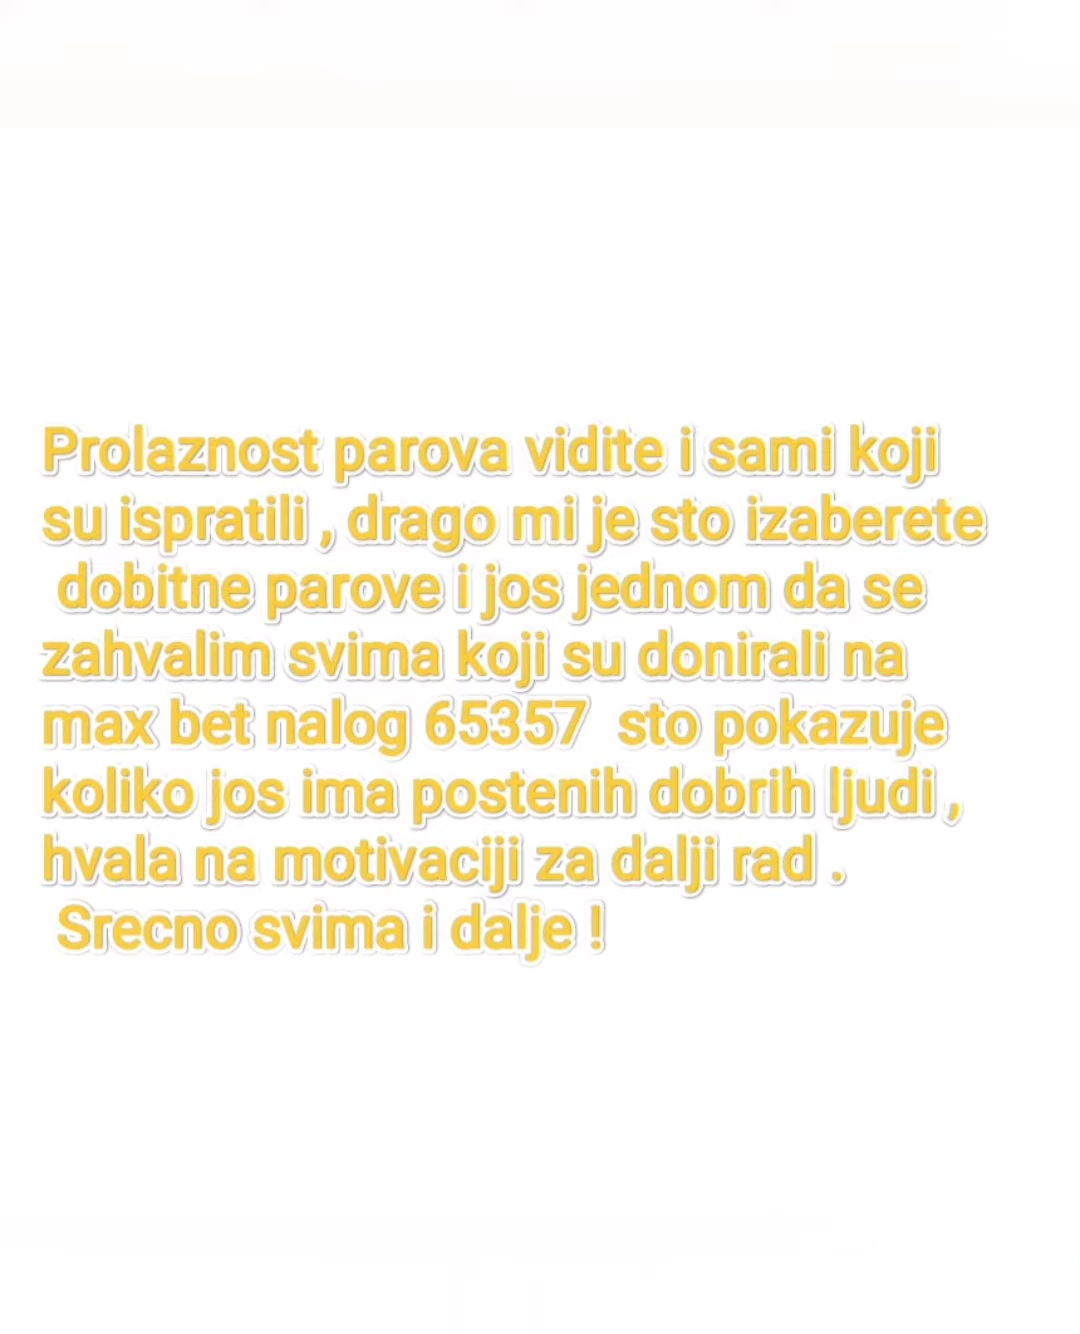 Prolaznost parova vidite i sami koji
su ispratili , drago mi je sto izaberete
dobitne parove i jos jednom da se
zahvalim svima koji su donirali na
max bet nalog 65357 sto pokazuje
koliko jos ima postenih dobrih ljudi ,
hvala na motivaciji za dalji rad .
Srecno svima i dalje !